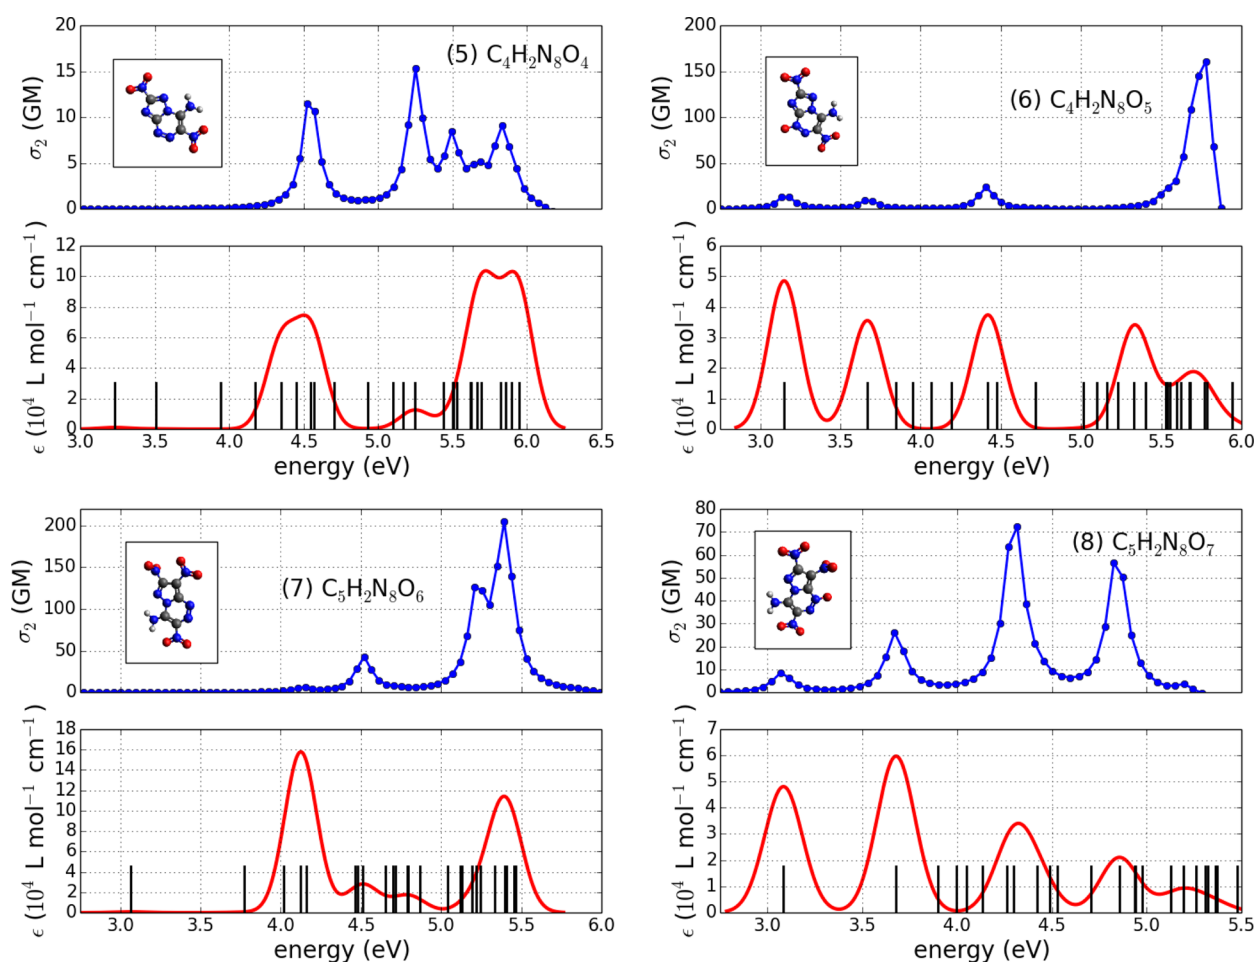 20
15
10
5
0
σ₂ (GM)
(5) C₄H₂N₈O₄
12
10
8
6
4
2
0
ϵ (10⁴ L mol⁻¹ cm⁻¹)
3.0 3.5 4.0 4.5 5.0 5.5 6.0 6.5
energy (eV)
200
150
100
50
0
σ₂ (GM)
(6) C₄H₂N₈O₅
6
5
4
3
2
1
0
ϵ (10⁴ L mol⁻¹ cm⁻¹)
3.0 3.5 4.0 4.5 5.0 5.5 6.0
energy (eV)
200
150
100
50
0
σ₂ (GM)
(7) C₅H₂N₈O₆
18
16
14
12
10
8
6
4
2
0
ϵ (10⁴ L mol⁻¹ cm⁻¹)
3.0 3.5 4.0 4.5 5.0 5.5 6.0
energy (eV)
80
70
60
50
40
30
20
10
0
σ₂ (GM)
(8) C₅H₂N₈O₇
7
6
5
4
3
2
1
0
ϵ (10⁴ L mol⁻¹ cm⁻¹)
3.0 3.5 4.0 4.5 5.0 5.5
energy (eV)